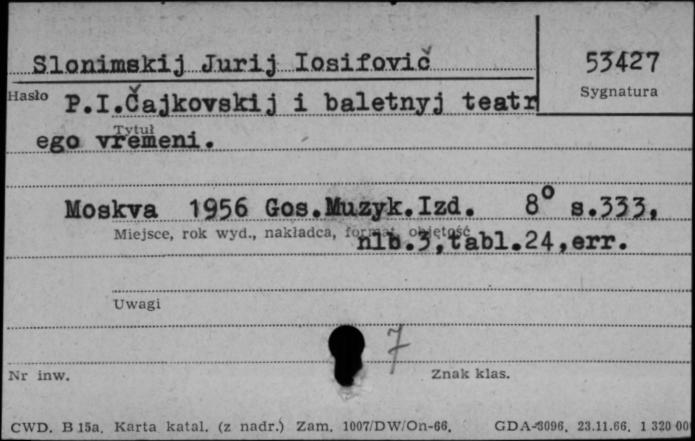 Slonimskij Jurij Iosifovič
53427
Hasło
Sygnatura
P.I.Čajkovskij i baletnyj teatr
Tytuł
ego vremeni.
Moskva 1956 Gos.Muzyk.Izd. 8° s.333,
Miejsce, rok wyd., nakładca, format, objętość
nlb.3,tabl.24,err.
Uwagi
7
Nr inw.
Znak klas.
CWD. B 15a. Karta katal. (z nadr.) Zam. 1007/DW/On-66. GDA-3096. 23.11.66. 1 320 00